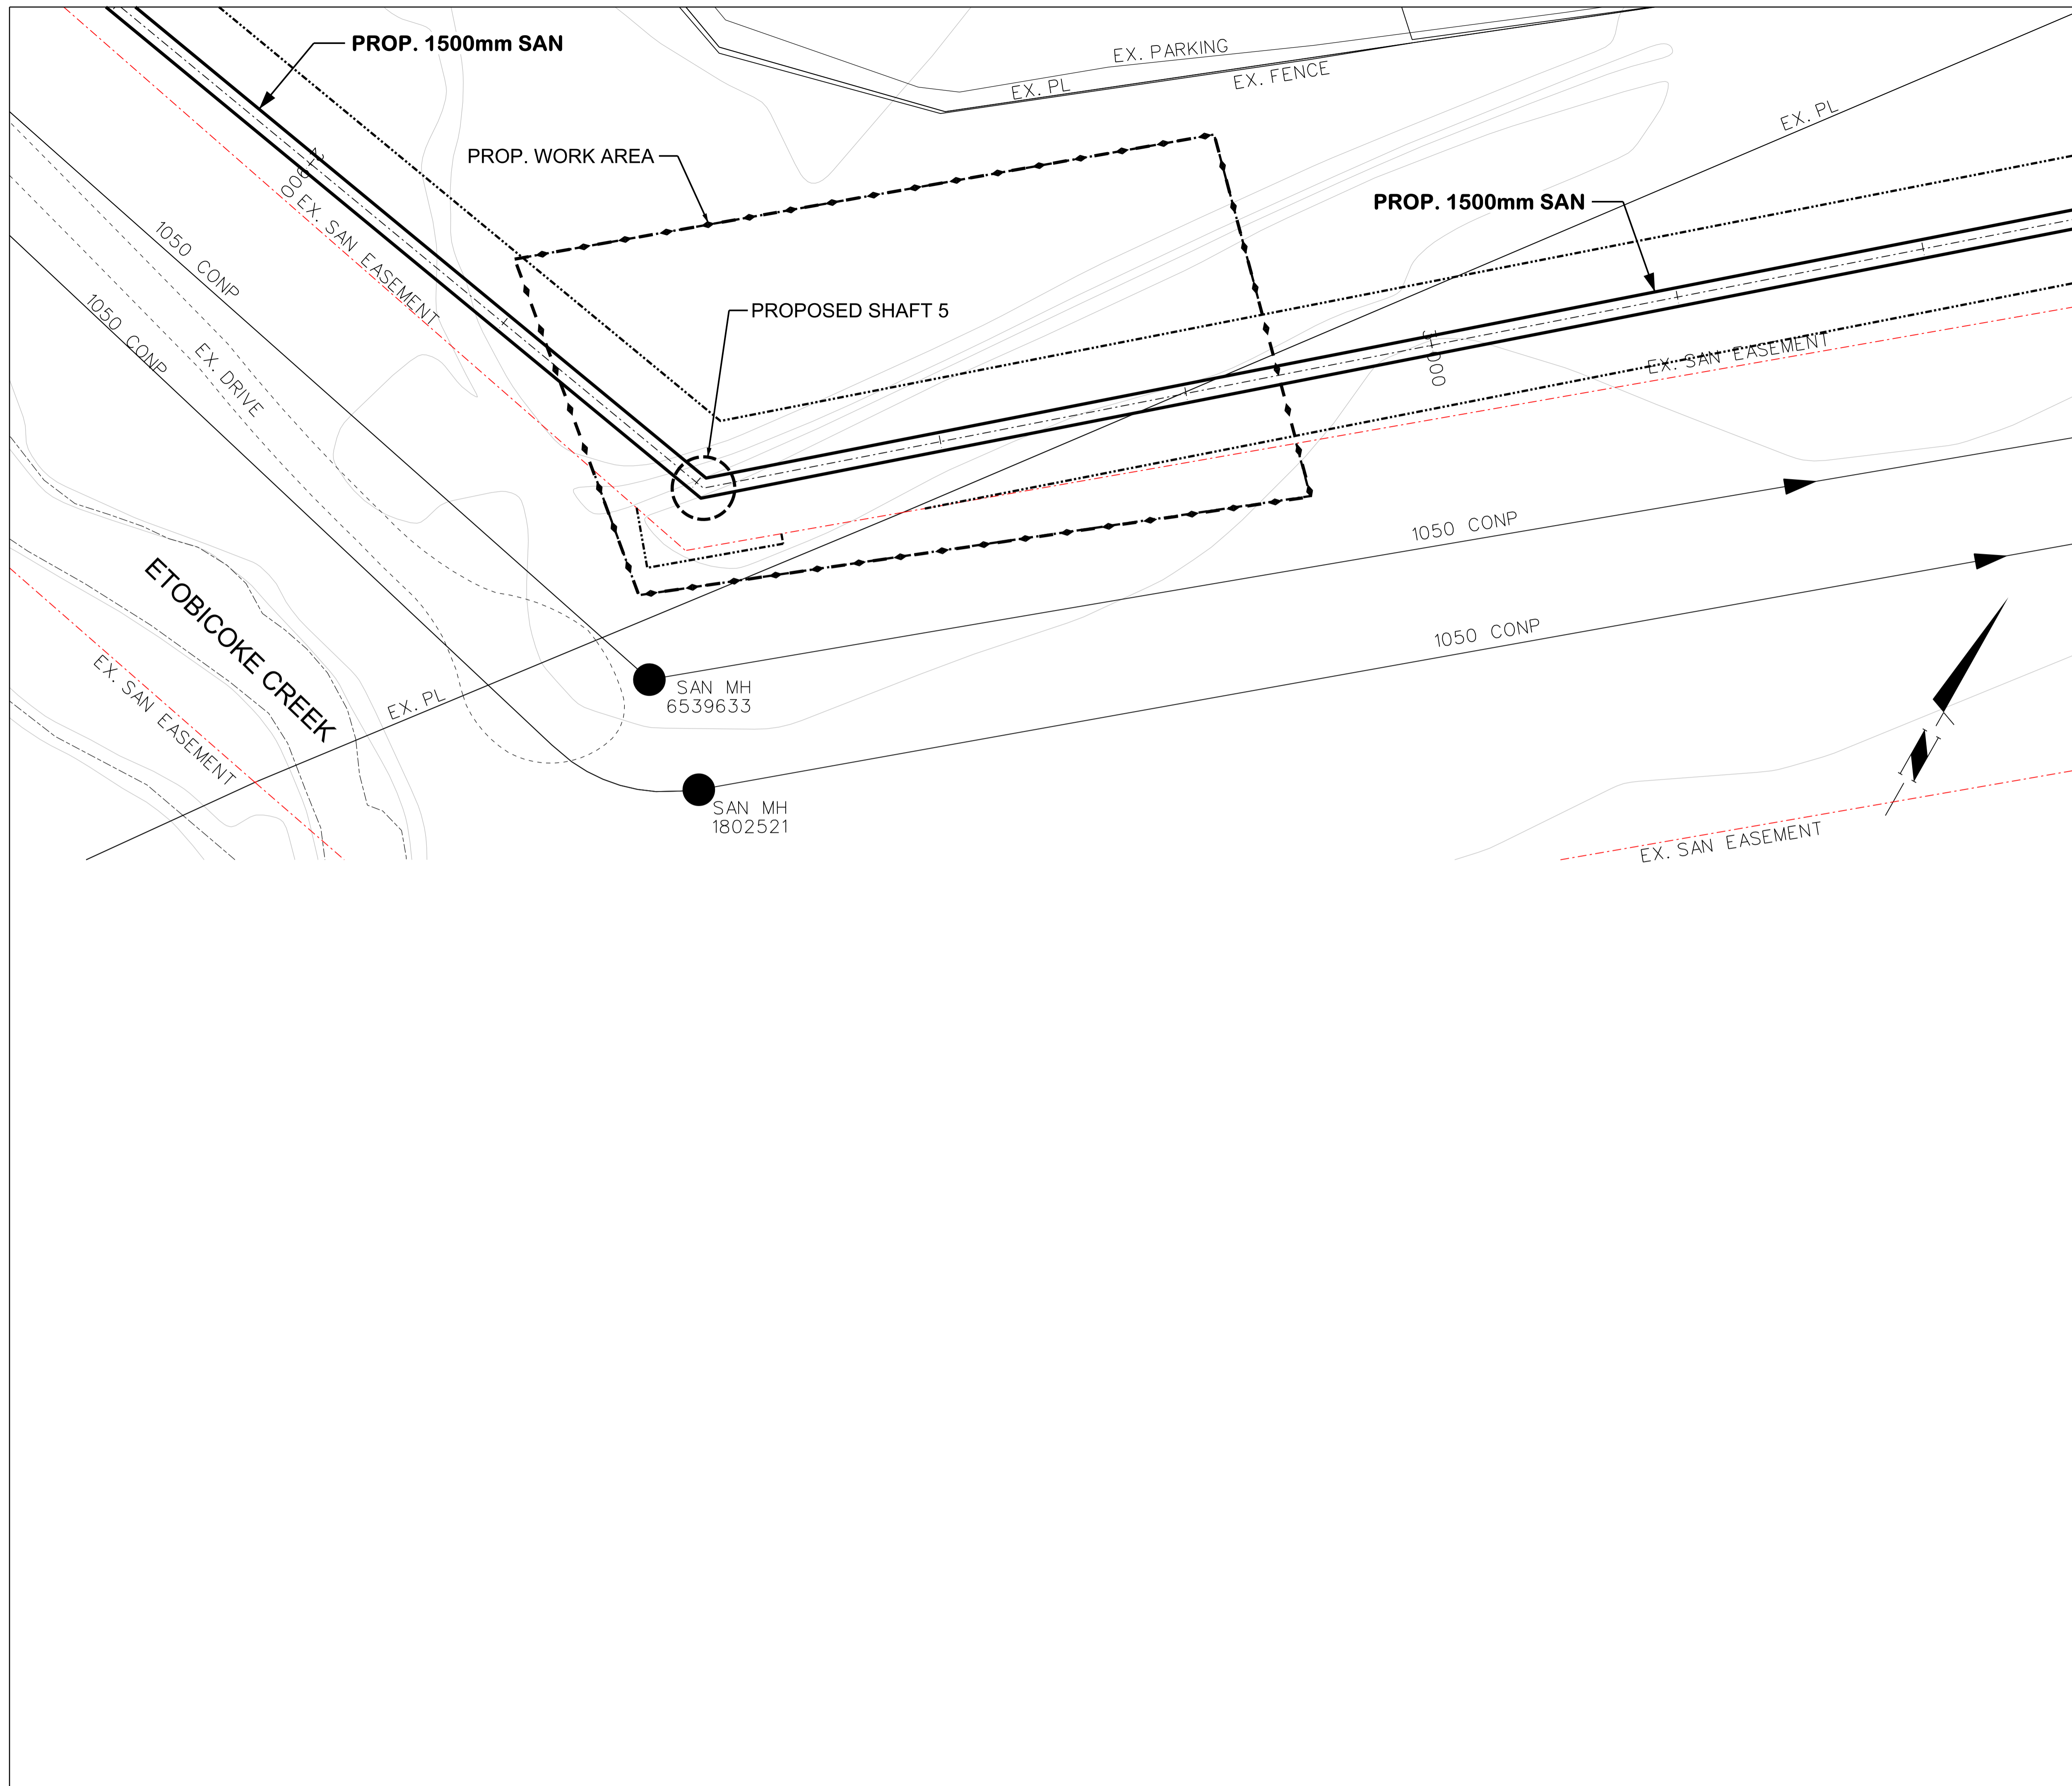 PROP. 1500mm SAN
EX. PARKING
EX. PL
EX. FENCE
EX. PL
PROP. WORK AREA
PROP. 1500mm SAN
EX. SAN EASEMENT
1050 CONP
1050 CONP
EX. DRIVE
PROPOSED SHAFT 5
EX. SAN EASEMENT
1050 CONP
1050 CONP
ETOBICOKE CREEK
EX. SAN EASEMENT
EX. PL
SAN MH
6539633
SAN MH
1802521
EX. SAN EASEMENT